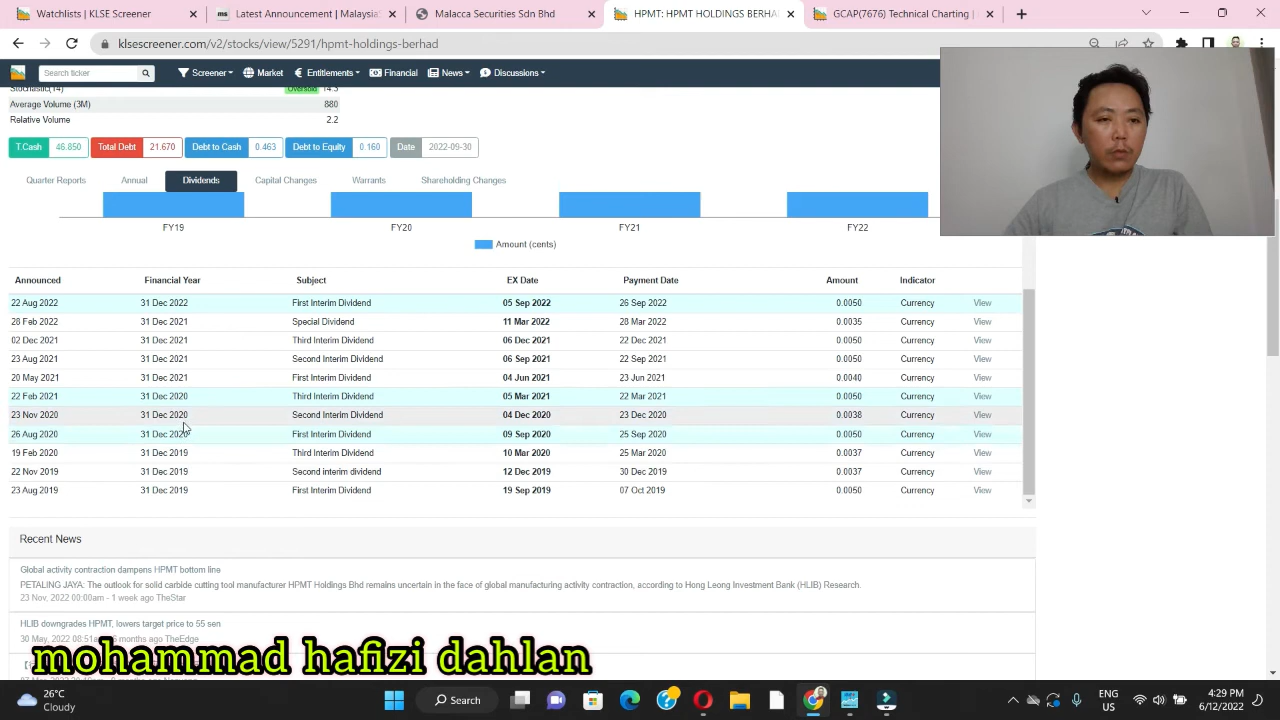 Malaysia Securities Bhd
HPMT: HPMT HOLDINGS BERHA
GCAP(7676) Technical Charting |
klsescreener.com/v2/stocks/view/5291/hpmt-holdings-berhad
Search ticker
Screener
Market
Entitlements
Financial
News
Discussions
Stochastic(14) Oversold 14.3
Average Volume (3M) 880
Relative Volume 2.2
T.Cash 46.850 Total Debt 21.670 Debt to Cash 0.463 Debt to Equity 0.160 Date 2022-09-30
Quarter Reports Annual Dividends Capital Changes Warrants Shareholding Changes
FY19 FY20 FY21 FY22
Amount (cents)
Announced Financial Year Subject EX Date Payment Date Amount Indicator
22 Aug 2022 31 Dec 2022 First Interim Dividend 05 Sep 2022 26 Sep 2022 0.0050 Currency View
28 Feb 2022 31 Dec 2021 Special Dividend 11 Mar 2022 28 Mar 2022 0.0035 Currency View
02 Dec 2021 31 Dec 2021 Third Interim Dividend 06 Dec 2021 22 Dec 2021 0.0050 Currency View
23 Aug 2021 31 Dec 2021 Second Interim Dividend 06 Sep 2021 22 Sep 2021 0.0050 Currency View
20 May 2021 31 Dec 2021 First Interim Dividend 04 Jun 2021 23 Jun 2021 0.0040 Currency View
22 Feb 2021 31 Dec 2020 Third Interim Dividend 05 Mar 2021 22 Mar 2021 0.0050 Currency View
23 Nov 2020 31 Dec 2020 Second Interim Dividend 04 Dec 2020 23 Dec 2020 0.0038 Currency View
26 Aug 2020 31 Dec 2020 First Interim Dividend 09 Sep 2020 25 Sep 2020 0.0050 Currency View
19 Feb 2020 31 Dec 2019 Third Interim Dividend 10 Mar 2020 25 Mar 2020 0.0037 Currency View
22 Nov 2019 31 Dec 2019 Second interim dividend 12 Dec 2019 30 Dec 2019 0.0037 Currency View
23 Aug 2019 31 Dec 2019 First Interim Dividend 19 Sep 2019 07 Oct 2019 0.0050 Currency View
Recent News
Global activity contraction dampens HPMT bottom line
PETALING JAYA: The outlook for solid carbide cutting tool manufacturer HPMT Holdings Bhd remains uncertain in the face of global manufacturing activity contraction, according to Hong Leong Investment Bank (HLIB) Research.
23 Nov, 2022 00:00am - 1 week ago TheStar
HLIB downgrades HPMT, lowers target price to 55 sen
30 May, 2022 6 months ago TheEdge
mohammad hafizi dahlan
26°C
Cloudy
Search
ENG
US
4:29 PM
6/12/2022